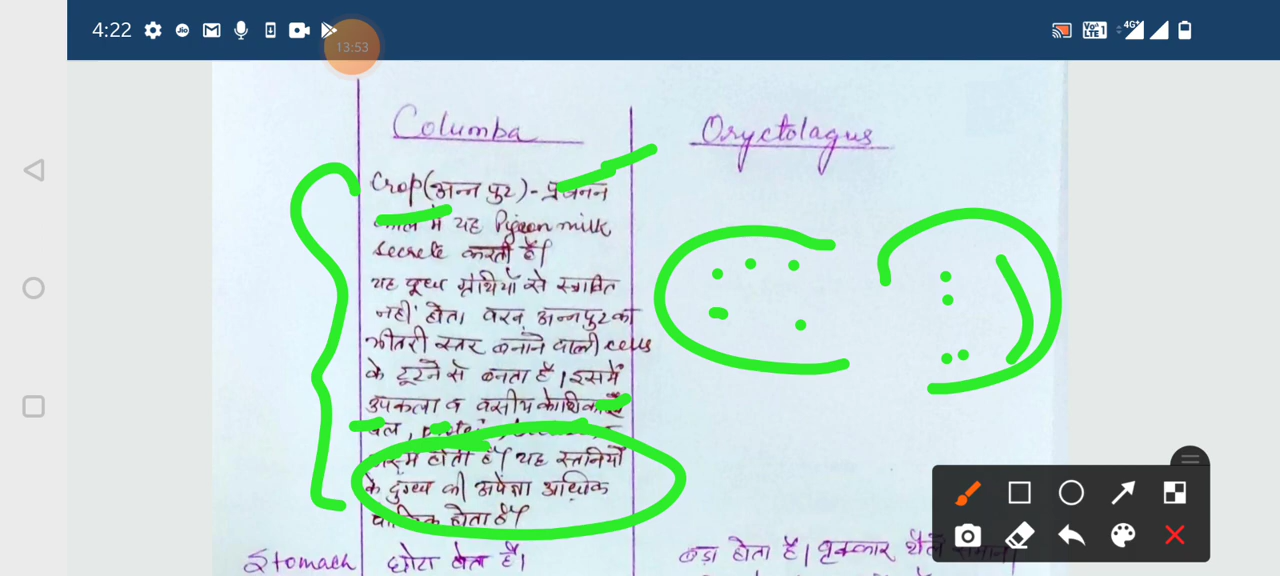 4:22
13:53
Columba
Oryctolagus
Crop(अन्न पुट)- प्रजनन
काल में यह Pigeon milk
secrete करती है।
यह दूध ग्रंथियों से स्त्रावित
नहीं होता वरन् अन्नपुट का
भीतरी स्तर बनाने वाली cells
के टूटने से बनता है। इसमें
उपकला व वसीय कोशिकाएँ
होती हैं। यह स्तनियों
के दुग्ध की अपेक्षा अधिक
होता है।
Stomach
छोटा होता है।
बड़ा होता है। वृक्काकार थैली समान